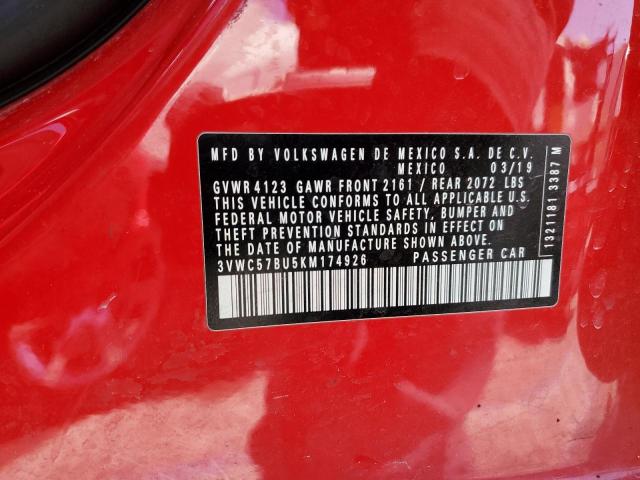 MFD BY VOLKSWAGEN DE MEXICO S.A. DE C.V.
MEXICO 03/19
GVWR 4123 GAWR FRONT 2161 / REAR 2072 LBS
THIS VEHICLE CONFORMS TO ALL APPLICABLE U.S.
FEDERAL MOTOR VEHICLE SAFETY, BUMPER AND
THEFT PREVENTION STANDARDS IN EFFECT ON
THE DATE OF MANUFACTURE SHOWN ABOVE.
3VWC57BU5KM174926 PASSENGER CAR
1321181 3387 M